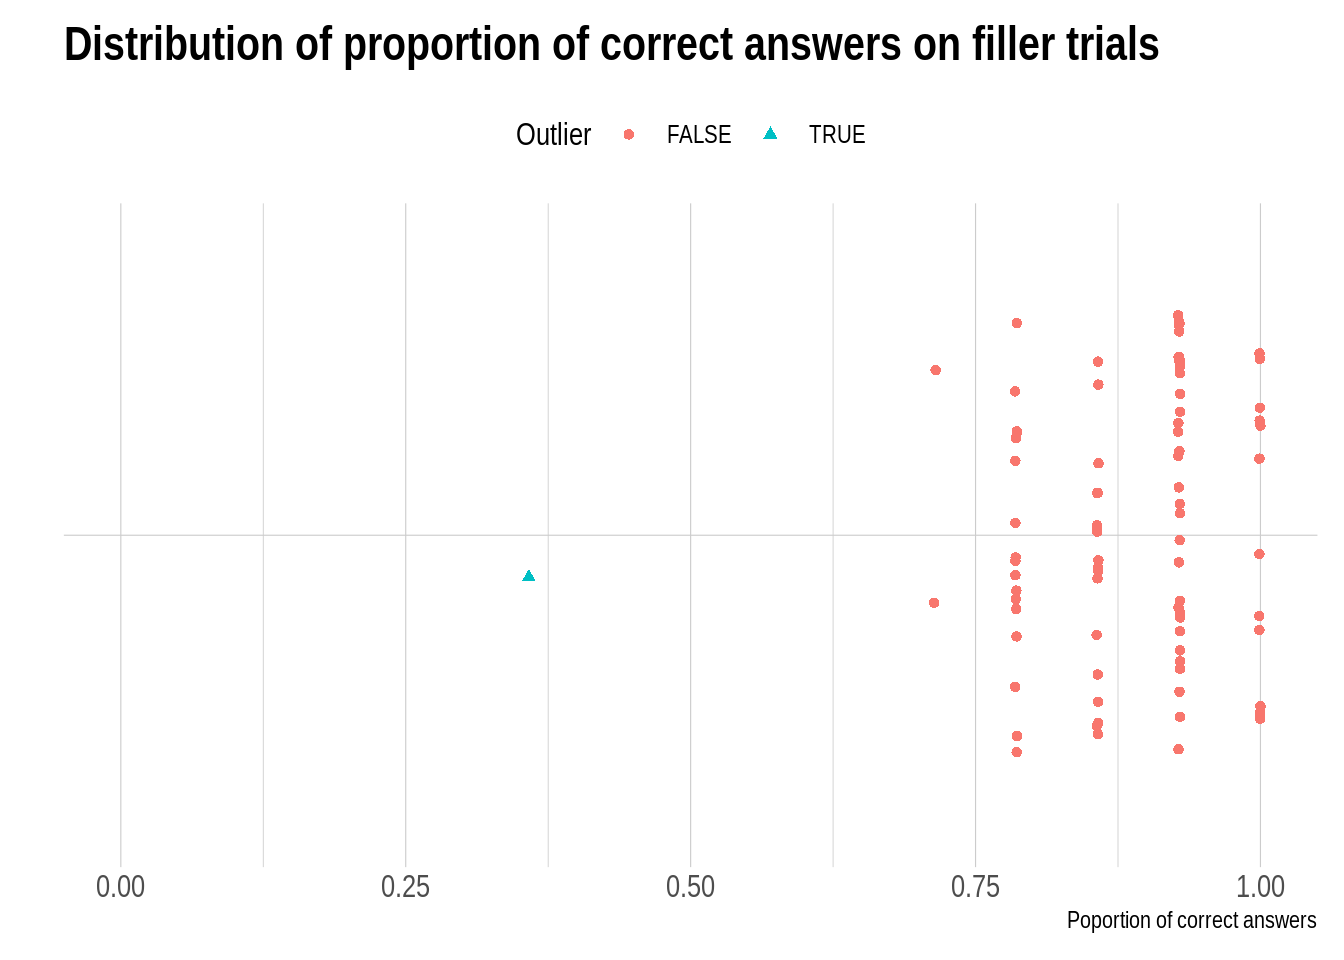 Distribution of proportion of correct answers on filler trials
Outlier FALSE TRUE
0.00 0.25 0.50 0.75 1.00
Poportion of correct answers